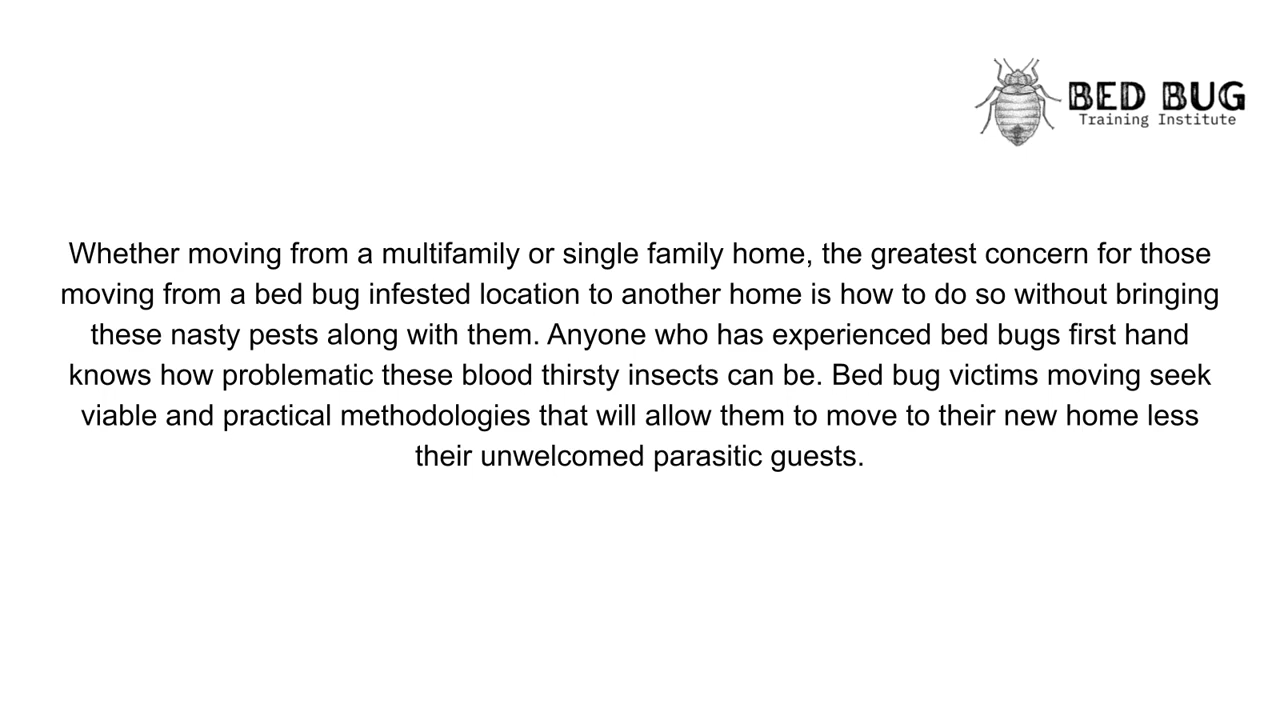 BED BUG
Training Institute
Whether moving from a multifamily or single family home, the greatest concern for those
moving from a bed bug infested location to another home is how to do so without bringing
these nasty pests along with them. Anyone who has experienced bed bugs first hand
knows how problematic these blood thirsty insects can be. Bed bug victims moving seek
viable and practical methodologies that will allow them to move to their new home less
their unwelcomed parasitic guests.